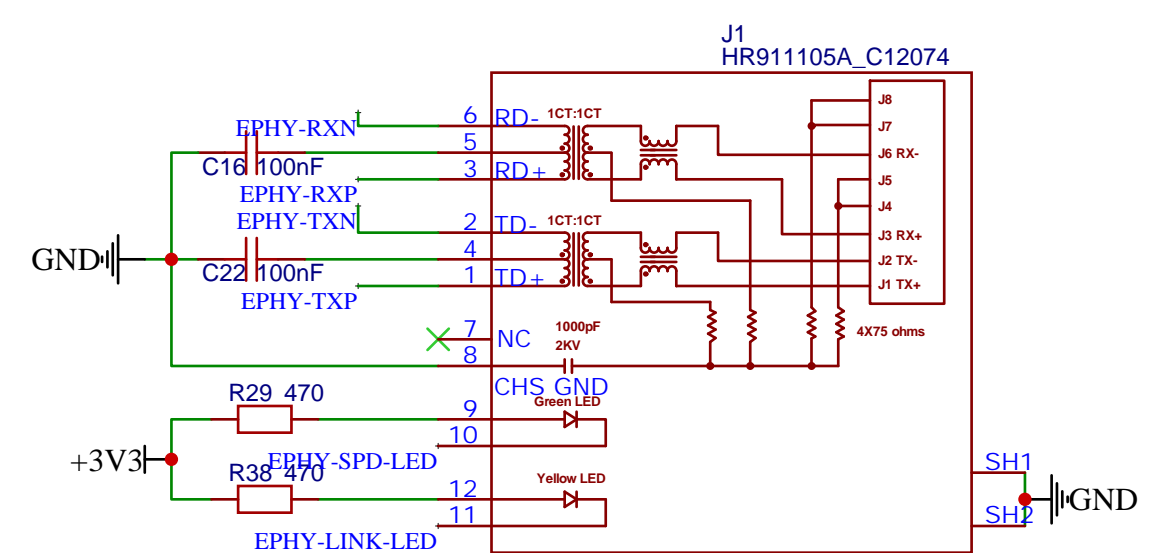 J1
HR911105A_C12074
EPHY-RXN
6 RD-
1CT:1CT
J8
J7
5
C16 100nF
J6 RX-
3 RD+
J5
EPHY-RXP
J4
EPHY-TXN
2 TD-
1CT:1CT
J3 RX+
GND
4
J2 TX-
C22 100nF
1 TD+
J1 TX+
EPHY-TXP
7 NC
1000pF
2KV
4X75 ohms
8
CHS GND
R29 470
9
Green LED
10
+3V3
EPHY-SPD-LED
R38 470
12
Yellow LED
11
EPHY-LINK-LED
SH1
GND
SH2